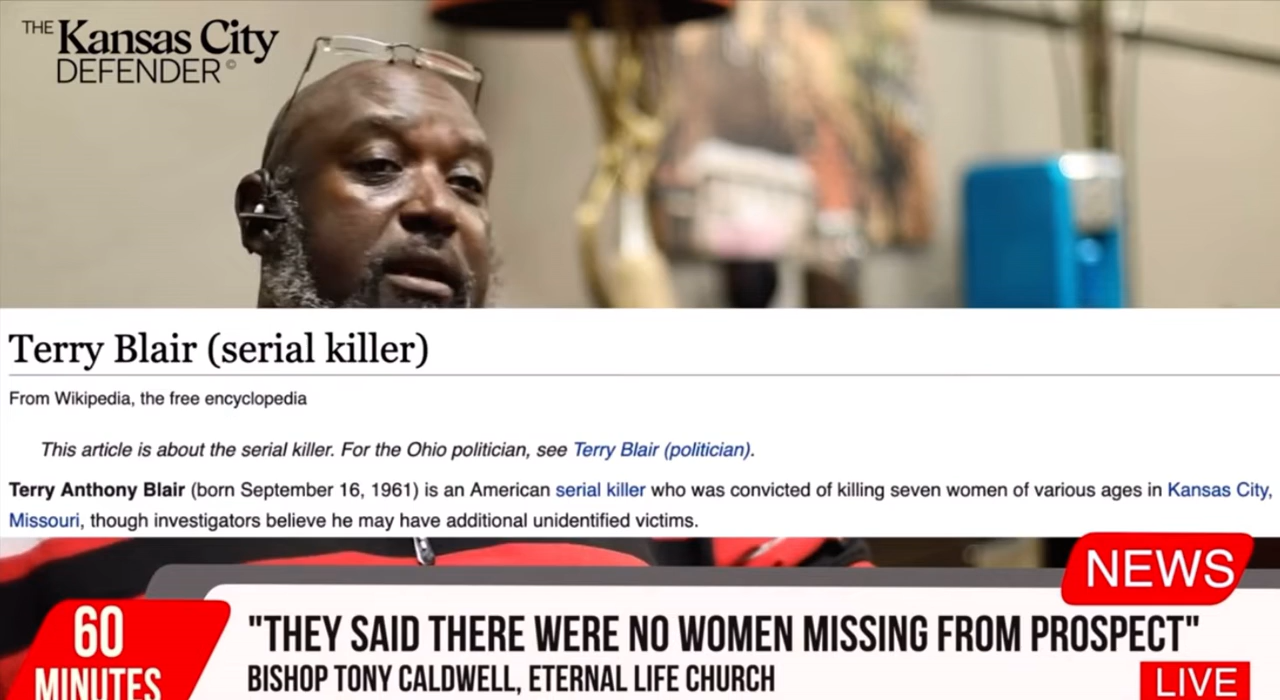 THE Kansas City
DEFENDER©
Terry Blair (serial killer)
From Wikipedia, the free encyclopedia
This article is about the serial killer. For the Ohio politician, see Terry Blair (politician).
Terry Anthony Blair (born September 16, 1961) is an American serial killer who was convicted of killing seven women of various ages in Kansas City,
Missouri, though investigators believe he may have additional unidentified victims.
NEWS
60
MINUTES
"THEY SAID THERE WERE NO WOMEN MISSING FROM PROSPECT"
BISHOP TONY CALDWELL, ETERNAL LIFE CHURCH
LIVE